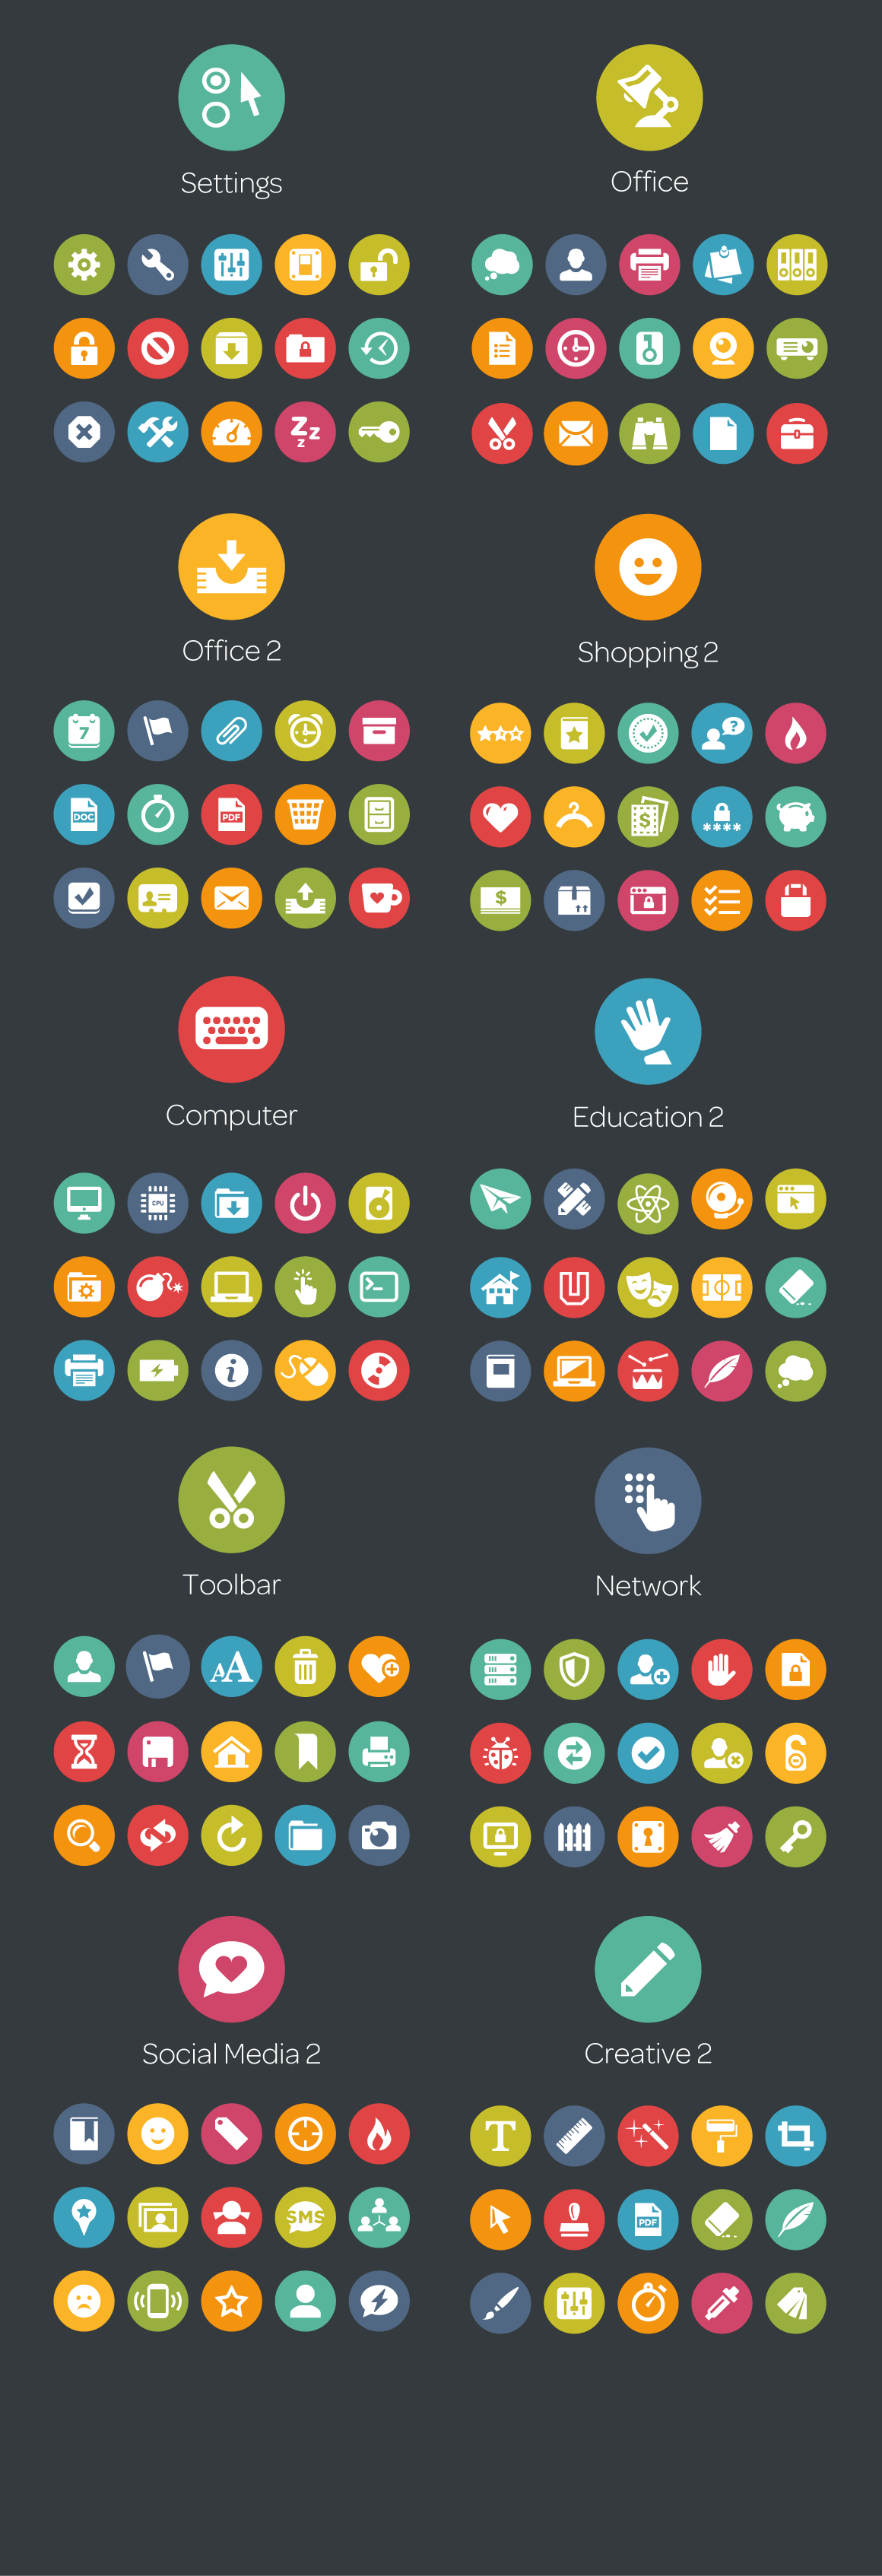 Settings
Office
Z Z
Z
Office 2
Shopping 2
7
?
DOC
PDF
$
****
$
Computer
Education 2
CPU
U
i
Toolbar
Network
AA
Social Media 2
Creative 2
T
SMS
PDF